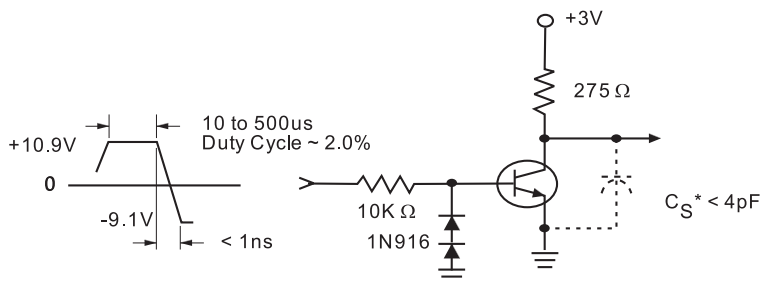 +3V
275 Ω
10 to 500us
Duty Cycle ~ 2.0%
+10.9V
0
-9.1V
< 1ns
10K Ω
1N916
CS* < 4pF